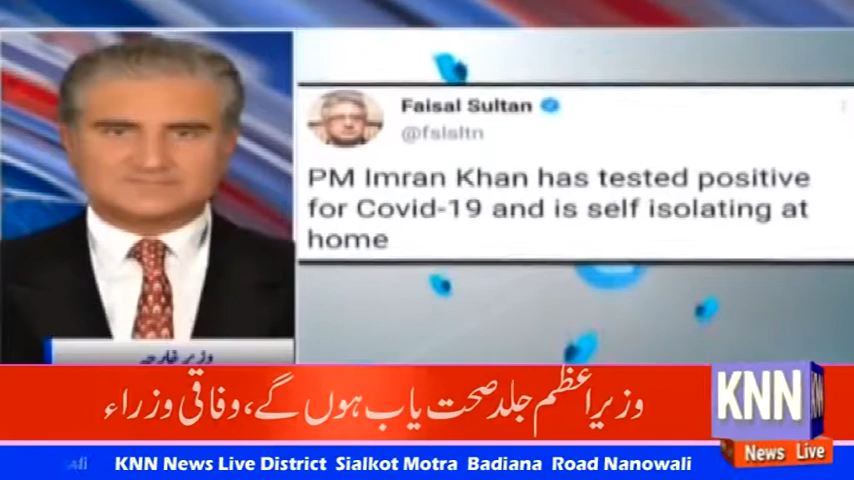 Faisal Sultan
@fslsltn
PM Imran Khan has tested positive
for Covid-19 and is self isolating at
home
وزیر خارجہ
وزیراعظم جلد صحت یاب ہوں گے، وفاقی وزراء
KNN
News Live
KNN News Live District Sialkot Motra Badiana Road Nanowali